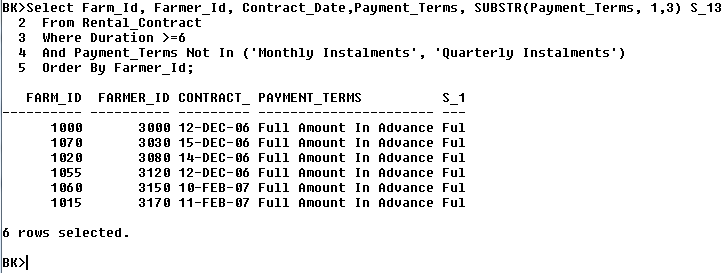 BK>Select Farm_Id, Farmer_Id, Contract_Date,Payment_Terms, SUBSTR(Payment_Terms, 1,3) S_13
2 From Rental_Contract
3 Where Duration >=6
4 And Payment_Terms Not In ('Monthly Instalments', 'Quarterly Instalments')
5 Order By Farmer_Id;
FARM_ID FARMER_ID CONTRACT_ PAYMENT_TERMS S_1
---------- ---------- --------- ---------------------- ---
1000 3000 12-DEC-06 Full Amount In Advance Ful
1070 3030 15-DEC-06 Full Amount In Advance Ful
1020 3080 14-DEC-06 Full Amount In Advance Ful
1055 3120 12-DEC-06 Full Amount In Advance Ful
1060 3150 10-FEB-07 Full Amount In Advance Ful
1015 3170 11-FEB-07 Full Amount In Advance Ful
6 rows selected.
BK>